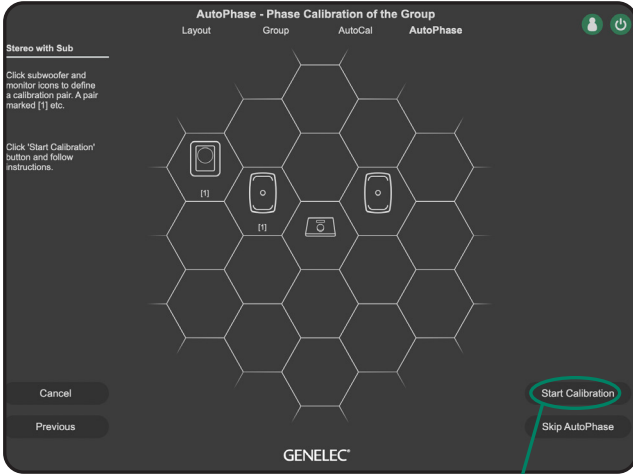 AutoPhase - Phase Calibration of the Group
Layout Group AutoCal AutoPhase
Stereo with Sub
Click subwoofer and
monitor icons to define
a calibration pair. A pair
marked [1] etc.
Click 'Start Calibration'
button and follow
instructions.
[1]
[1]
Cancel
Start Calibration
Previous
Skip AutoPhase
GENELEC®